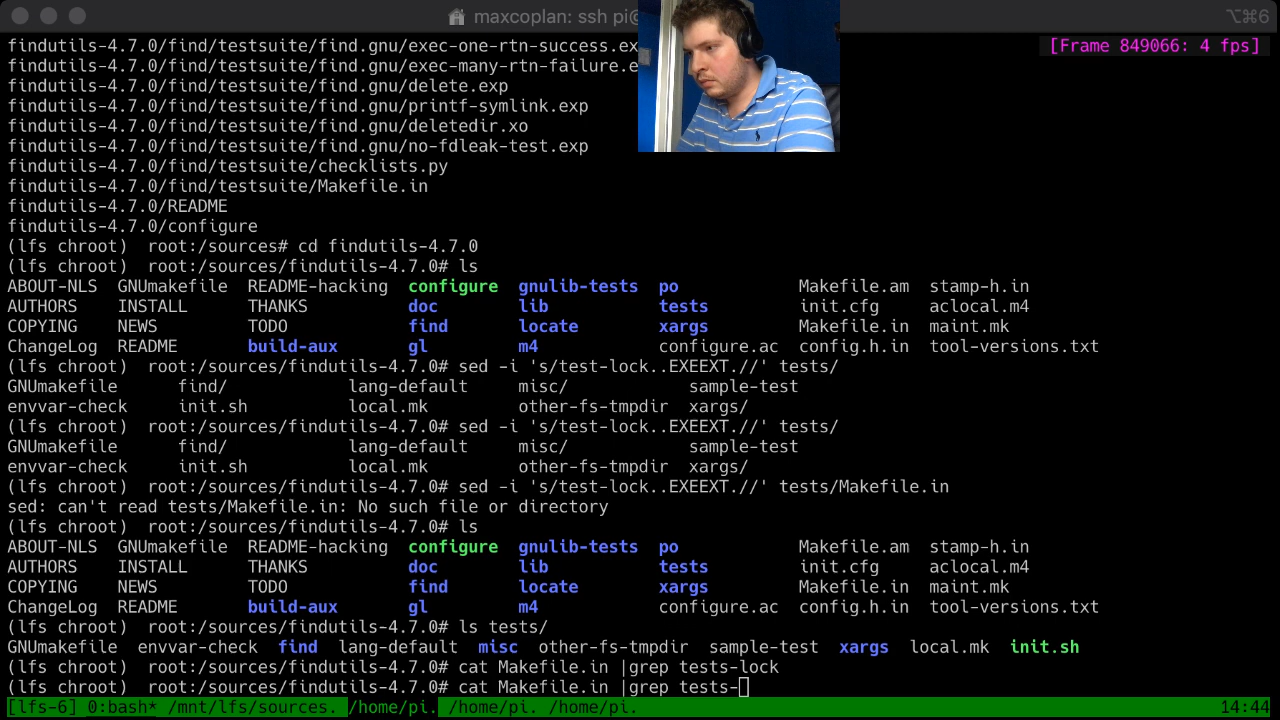 maxcoplan: ssh pi@
⌥⌘6
findutils-4.7.0/find/testsuite/find.gnu/exec-one-rtn-success.ex
[Frame 849066: 4 fps]
findutils-4.7.0/find/testsuite/find.gnu/exec-many-rtn-failure.e
findutils-4.7.0/find/testsuite/find.gnu/delete.exp
findutils-4.7.0/find/testsuite/find.gnu/printf-symlink.exp
findutils-4.7.0/find/testsuite/find.gnu/deletedir.xo
findutils-4.7.0/find/testsuite/find.gnu/no-fdleak-test.exp
findutils-4.7.0/find/testsuite/checklists.py
findutils-4.7.0/find/testsuite/Makefile.in
findutils-4.7.0/README
findutils-4.7.0/configure
(lfs chroot)  root:/sources# cd findutils-4.7.0
(lfs chroot)  root:/sources/findutils-4.7.0# ls
ABOUT-NLS  GNUmakefile  README-hacking  configure  gnulib-tests  po            Makefile.am  stamp-h.in
AUTHORS    INSTALL      THANKS          doc        lib           tests         init.cfg     aclocal.m4
COPYING    NEWS         TODO            find       locate        xargs         Makefile.in  maint.mk
ChangeLog  README       build-aux       gl         m4            configure.ac  config.h.in  tool-versions.txt
(lfs chroot)  root:/sources/findutils-4.7.0# sed -i 's/test-lock..EXEEXT.//' tests/
GNUmakefile      find/            lang-default     misc/            sample-test
envvar-check     init.sh          local.mk         other-fs-tmpdir  xargs/
(lfs chroot)  root:/sources/findutils-4.7.0# sed -i 's/test-lock..EXEEXT.//' tests/
GNUmakefile      find/            lang-default     misc/            sample-test
envvar-check     init.sh          local.mk         other-fs-tmpdir  xargs/
(lfs chroot)  root:/sources/findutils-4.7.0# sed -i 's/test-lock..EXEEXT.//' tests/Makefile.in
sed: can't read tests/Makefile.in: No such file or directory
(lfs chroot)  root:/sources/findutils-4.7.0# ls
ABOUT-NLS  GNUmakefile  README-hacking  configure  gnulib-tests  po            Makefile.am  stamp-h.in
AUTHORS    INSTALL      THANKS          doc        lib           tests         init.cfg     aclocal.m4
COPYING    NEWS         TODO            find       locate        xargs         Makefile.in  maint.mk
ChangeLog  README       build-aux       gl         m4            configure.ac  config.h.in  tool-versions.txt
(lfs chroot)  root:/sources/findutils-4.7.0# ls tests/
GNUmakefile  envvar-check  find  lang-default  misc  other-fs-tmpdir  sample-test  xargs  local.mk  init.sh
(lfs chroot)  root:/sources/findutils-4.7.0# cat Makefile.in |grep tests-lock
(lfs chroot)  root:/sources/findutils-4.7.0# cat Makefile.in |grep tests-
[lfs-6] 0:bash* /mnt/lfs/sources. /home/pi. /home/pi. /home/pi. 14:44